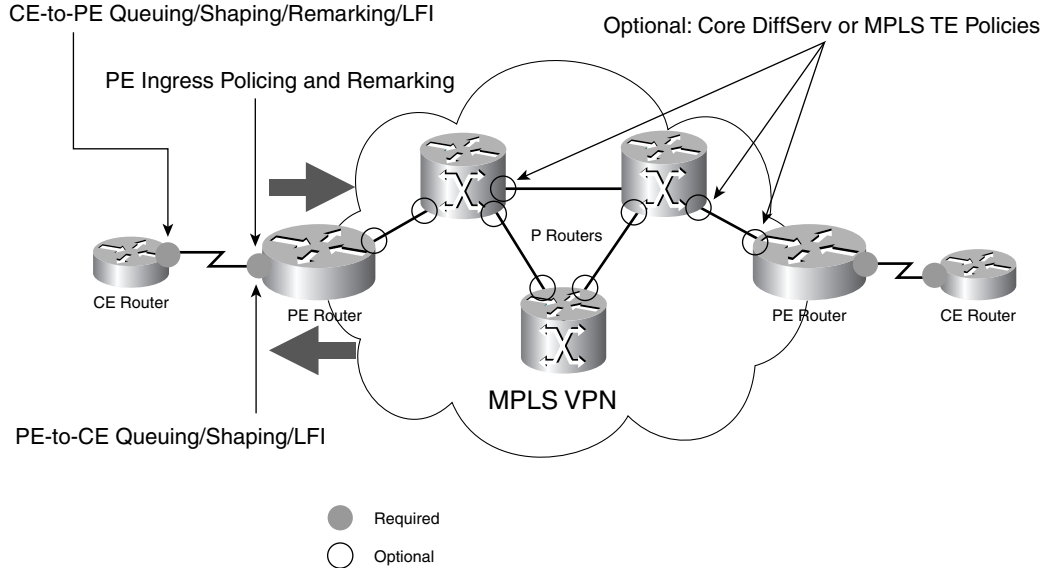 CE-to-PE Queuing/Shaping/Remarking/LFI
Optional: Core DiffServ or MPLS TE Policies
PE Ingress Policing and Remarking
P Routers
CE Router
PE Router
PE Router
CE Router
MPLS VPN
PE-to-CE Queuing/Shaping/LFI
Required
Optional